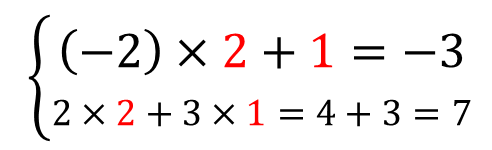 (−2) × 2 + 1 = −3
2 × 2 + 3 × 1 = 4 + 3 = 7